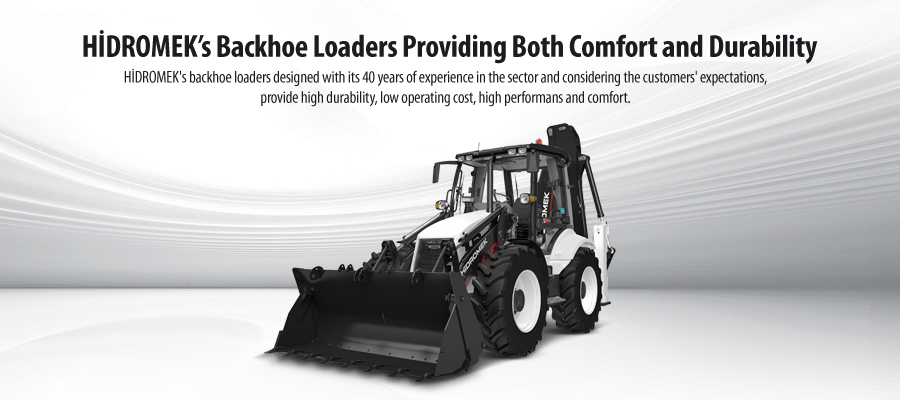 HİDROMEK's Backhoe Loaders Providing Both Comfort and Durability
HİDROMEK's backhoe loaders designed with its 40 years of experience in the sector and considering the customers' expectations,
provide high durability, low operating cost, high performans and comfort.
HİDROMEK